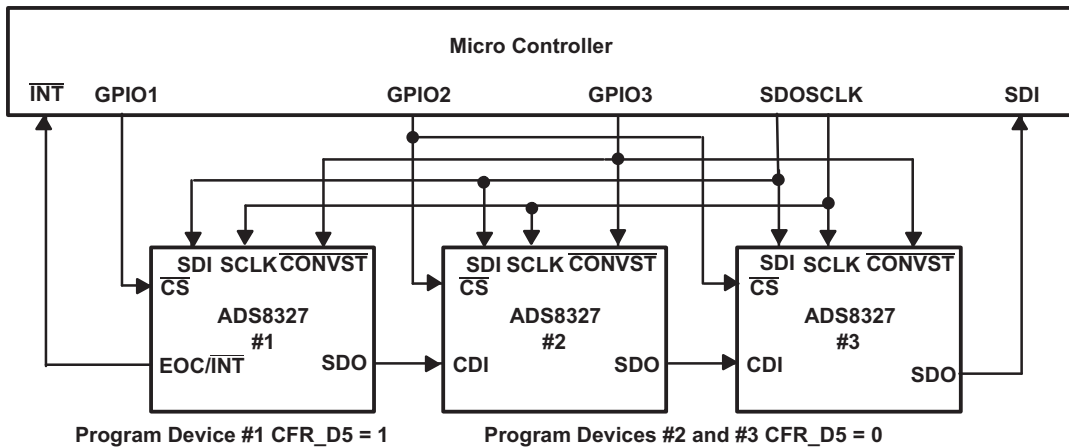 Micro Controller
INT GPIO1 GPIO2 GPIO3 SDOSCLK SDI
SDI SCLK CONVST SDI SCLK CONVST SDI SCLK CONVST
CS CS CS
ADS8327 ADS8327 ADS8327
#1 #2 #3
EOC/INT SDO CDI SDO CDI SDO
Program Device #1 CFR_D5 = 1 Program Devices #2 and #3 CFR_D5 = 0